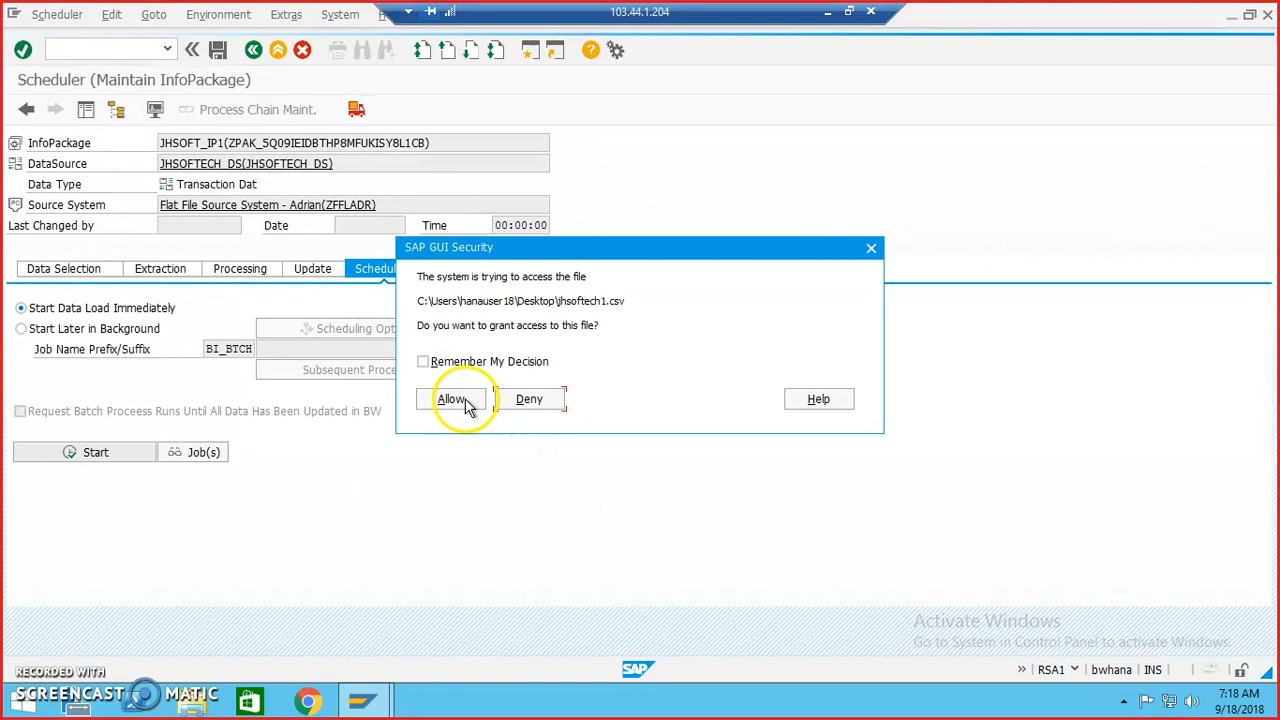 Scheduler Edit Goto Environment Extras System
103.44.1.204
Scheduler (Maintain InfoPackage)
Process Chain Maint.
InfoPackage JHSOFT_IP1(ZPAK_5Q09IEIDBTHP8MFUKISY8L1CB)
DataSource JHSOFTECH_DS(JHSOFTECH_DS)
Data Type Transaction Dat
Source System Flat File Source System - Adrian(ZFFLADR)
Last Changed by Date Time 00:00:00
Data Selection Extraction Processing Update Schedu
SAP GUI Security
The system is trying to access the file
C:\Users\hanauser18\Desktop\jhsoftech1.csv
Do you want to grant access to this file?
Remember My Decision
Allow Deny Help
Start Data Load Immediately
Start Later in Background Scheduling Opt
Job Name Prefix/Suffix BI_BTCH
Subsequent Proce
Request Batch Proceess Runs Until All Data Has Been Updated in BW
Start Job(s)
Activate Windows
Go to System in Control Panel to activate Windows.
SAP
RSA1 bwhana INS
RECORDED WITH
SCREENCAST MATIC
7:18 AM
9/18/2018